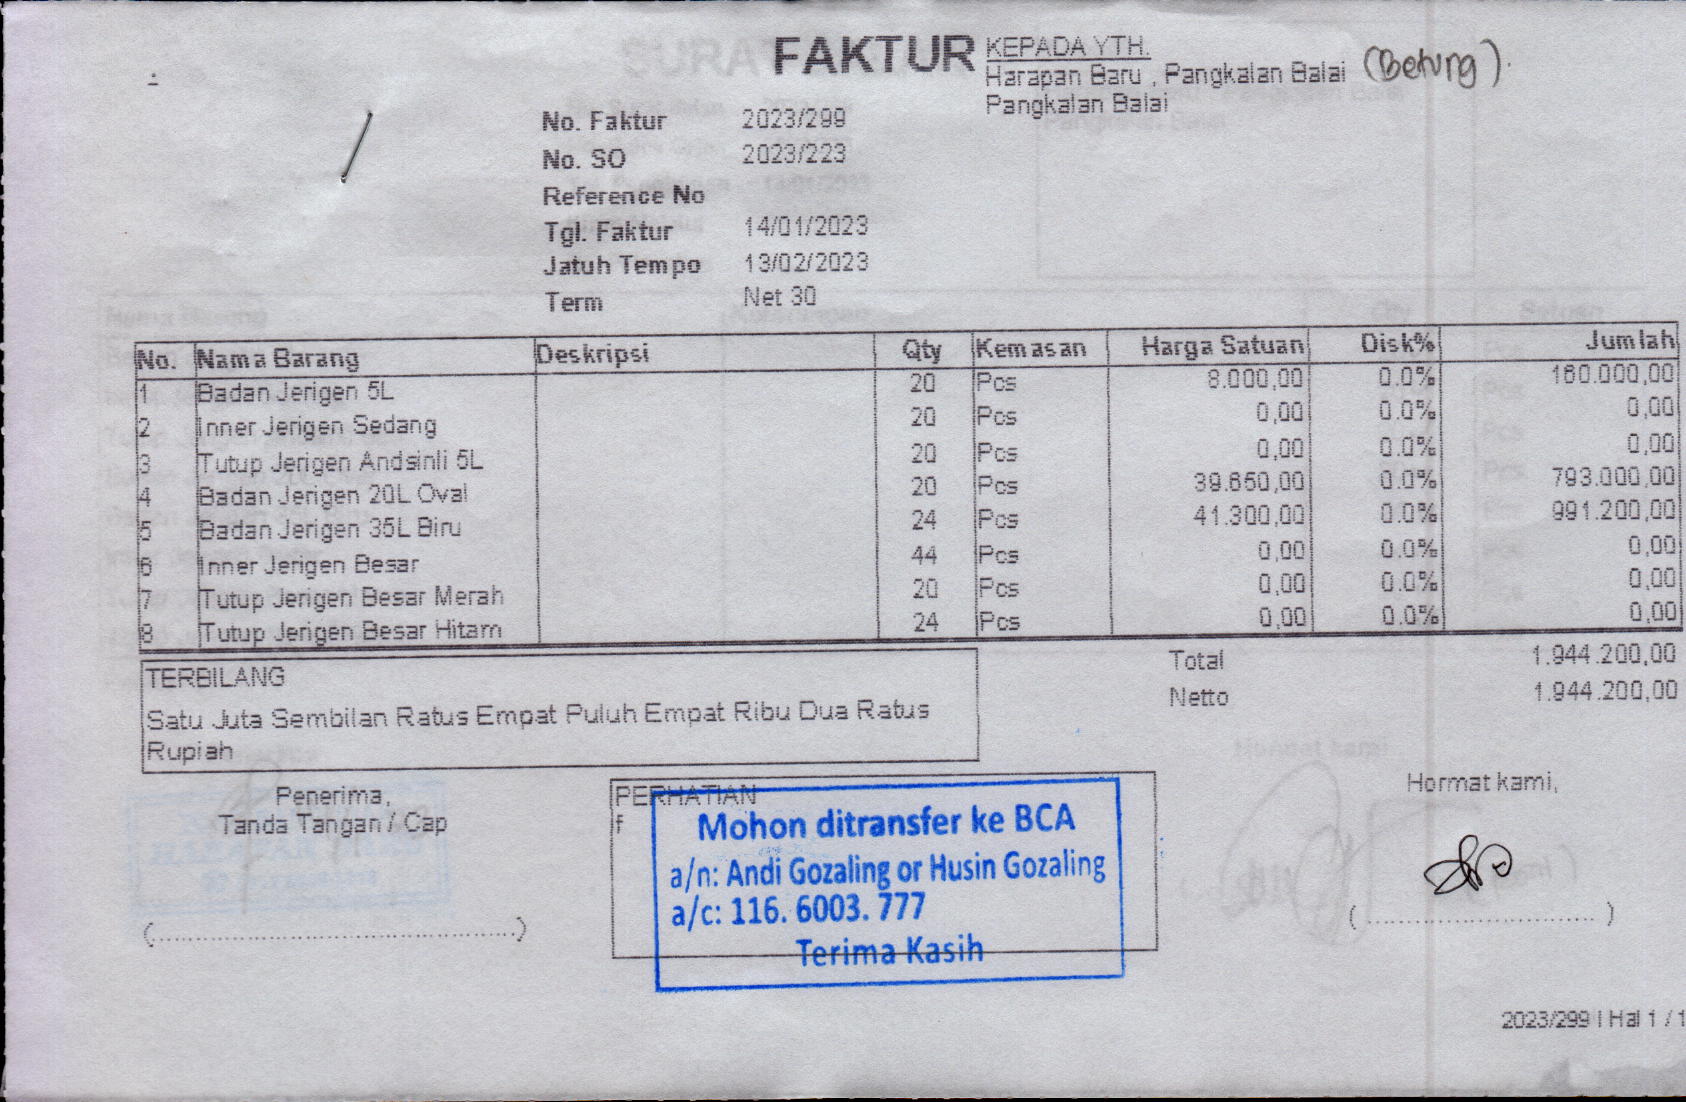 FAKTUR
KEPADA YTH.
Harapan Baru , Pangkalan Balai (Betung).
Pangkalan Balai
No. Faktur 2023/299
No. SO 2023/223
Reference No
Tgl. Faktur 14/01/2023
Jatuh Tempo 13/02/2023
Term Net 30
No. Nama Barang Deskripsi Qty Kemasan Harga Satuan Disk% Jumlah
1 Badan Jerigen 5L 20 Pcs 8.000,00 0.0% 160.000,00
2 Inner Jerigen Sedang 20 Pcs 0,00 0.0% 0,00
3 Tutup Jerigen Andsinli 5L 20 Pcs 0,00 0.0% 0,00
4 Badan Jerigen 20L Oval 20 Pcs 39.650,00 0.0% 793.000,00
5 Badan Jerigen 35L Biru 24 Pcs 41.300,00 0.0% 991.200,00
6 Inner Jerigen Besar 44 Pcs 0,00 0.0% 0,00
7 Tutup Jerigen Besar Merah 20 Pcs 0,00 0.0% 0,00
8 Tutup Jerigen Besar Hitam 24 Pcs 0,00 0.0% 0,00
Total 1.944.200,00
Netto 1.944.200,00
TERBILANG
Satu Juta Sembilan Ratus Empat Puluh Empat Ribu Dua Ratus
Rupiah
Penerima,
Tanda Tangan / Cap
PERHATIAN
f
Mohon ditransfer ke BCA
a/n: Andi Gozaling or Husin Gozaling
a/c: 116. 6003. 777
Terima Kasih
Hormat kami,
2023/299 | Hal 1 / 1